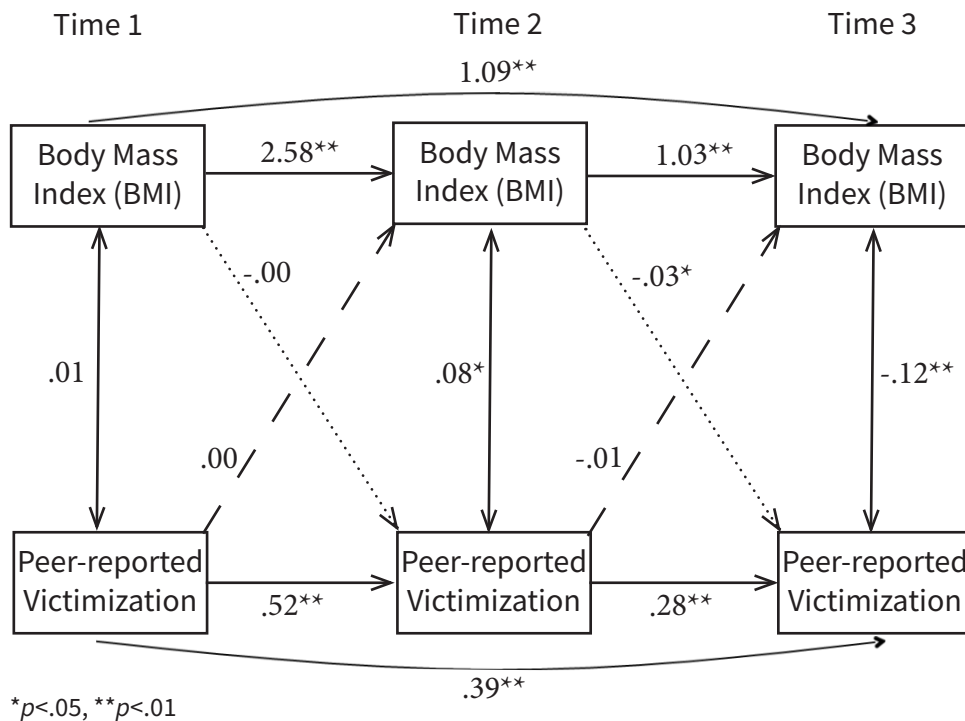 Time 1
Time 2
Time 3
1.09**
Body Mass
Index (BMI)
2.58**
Body Mass
Index (BMI)
1.03**
Body Mass
Index (BMI)
-.00
-.03*
.01
.08*
-.12**
.00
-.01
Peer-reported
Victimization
.52**
Peer-reported
Victimization
.28**
Peer-reported
Victimization
.39**
*p<.05, **p<.01